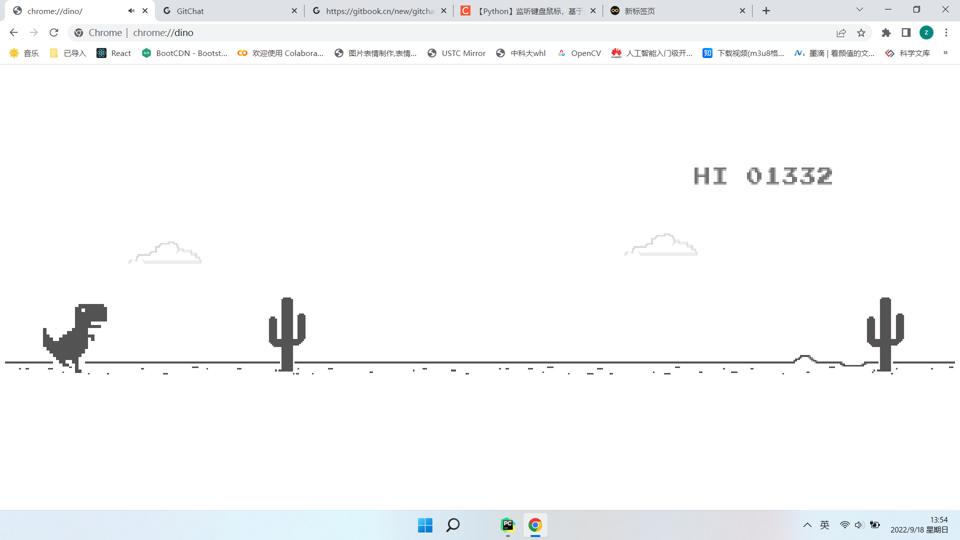 chrome://dino/
GitChat
https://gitbook.cn/new/gitcha
【Python】监听键盘鼠标，基于
新标签页
Chrome | chrome://dino
音乐
已导入
React
BootCDN - Bootst...
欢迎使用 Colabora...
图片表情制作,表情...
USTC Mirror
中科大whl
OpenCV
人工智能入门级开...
下载视频(m3u8格...
墨滴 | 看颜值的文...
科学文库
»
HI 01332
英
13:54
2022/9/18 星期日